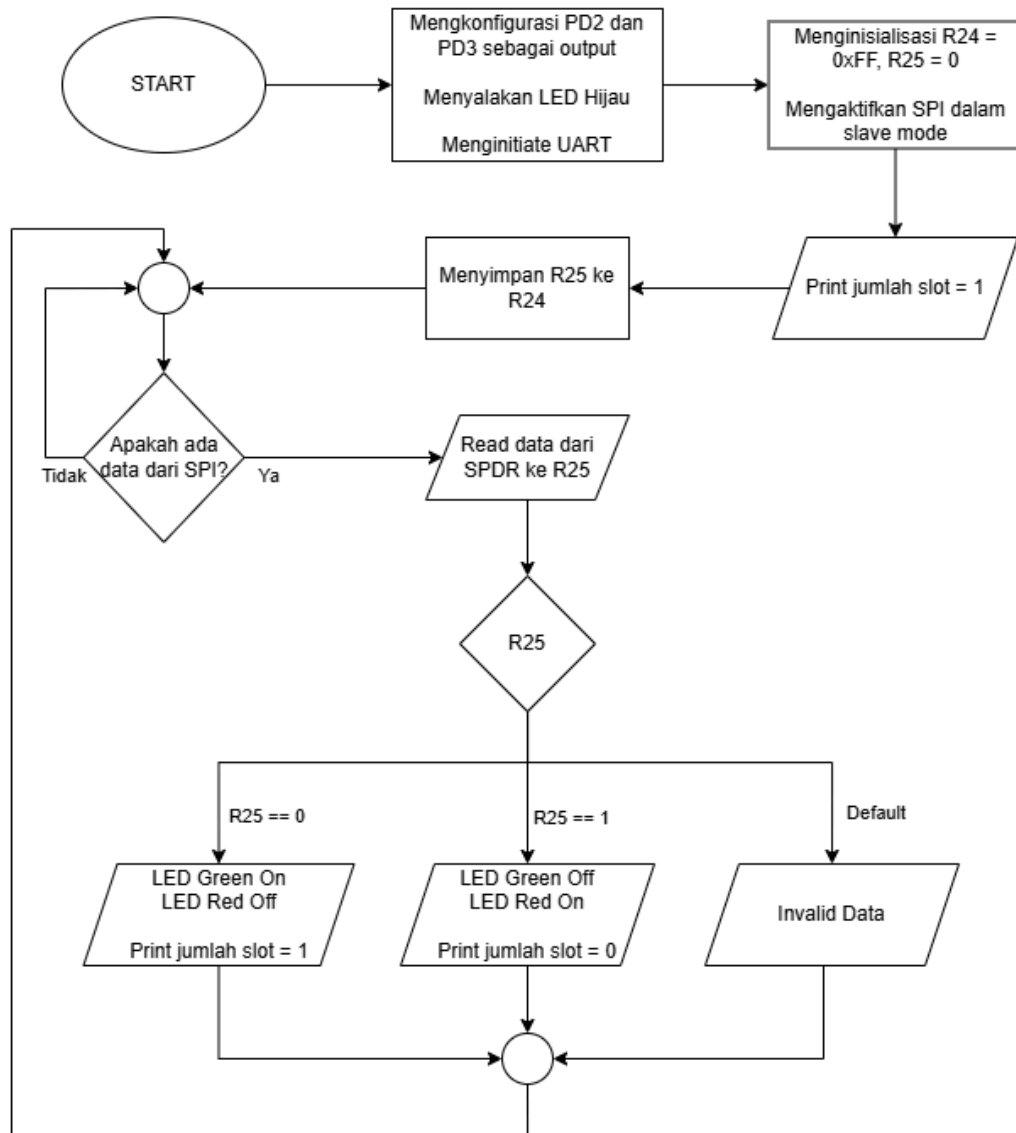 START
Mengkonfigurasi PD2 dan
PD3 sebagai output
Menyalakan LED Hijau
Menginitiate UART
Menginisialisasi R24 =
0xFF, R25 = 0
Mengaktifkan SPI dalam
slave mode
Print jumlah slot = 1
Menyimpan R25 ke
R24
Apakah ada
data dari SPI?
Tidak
Ya
Read data dari
SPDR ke R25
R25
R25 == 0
R25 == 1
Default
LED Green On
LED Red Off
Print jumlah slot = 1
LED Green Off
LED Red On
Print jumlah slot = 0
Invalid Data